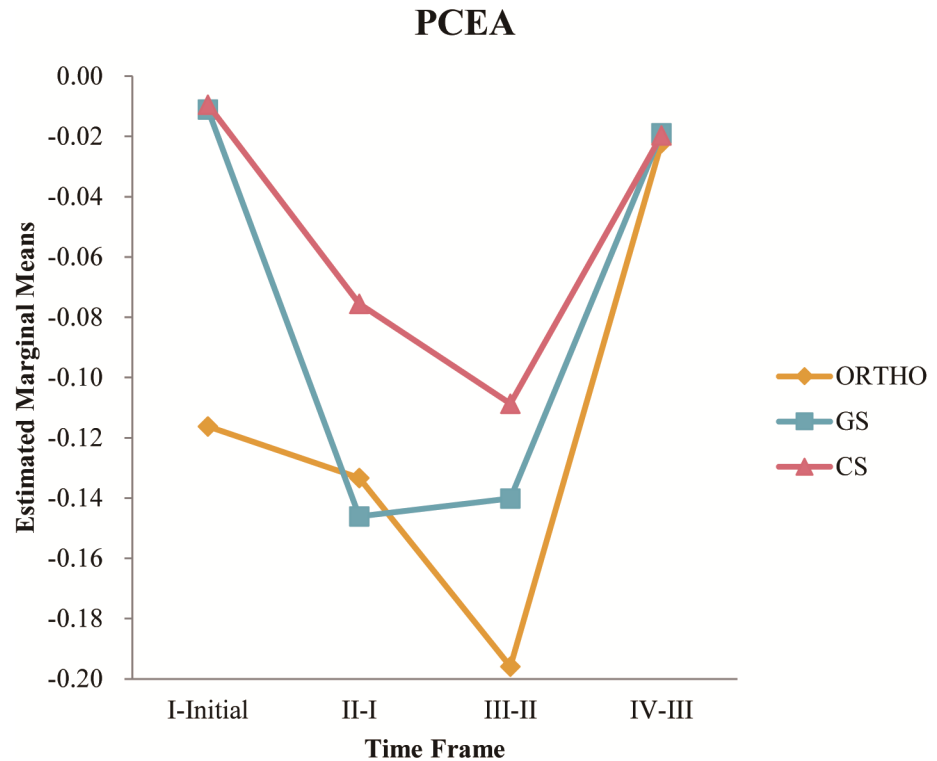 PCEA
0.00
-0.02
-0.04
-0.06
-0.08
-0.10
-0.12
-0.14
-0.16
-0.18
-0.20
Estimated Marginal Means
I-Initial
II-I
III-II
IV-III
Time Frame
ORTHO
GS
CS